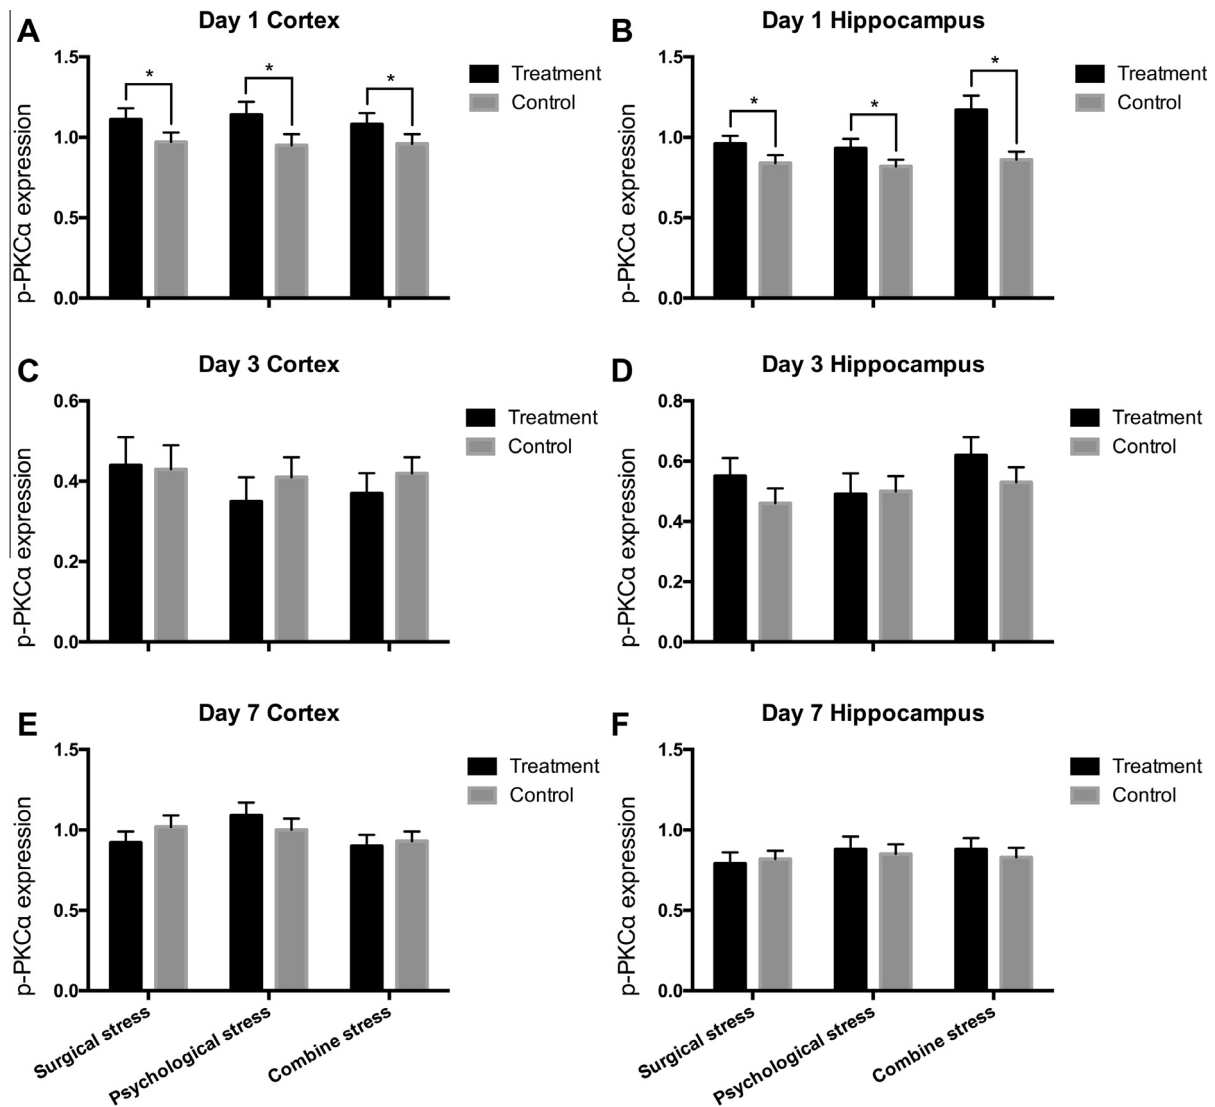 A
Day 1 Cortex
p-PKCα expression
1.5
1.0
0.5
0.0
*
*
*
Treatment
Control
B
Day 1 Hippocampus
p-PKCα expression
1.5
1.0
0.5
0.0
*
*
*
Treatment
Control
C
Day 3 Cortex
p-PKCα expression
0.6
0.4
0.2
0.0
Treatment
Control
D
Day 3 Hippocampus
p-PKCα expression
0.8
0.6
0.4
0.2
0.0
Treatment
Control
E
Day 7 Cortex
p-PKCα expression
1.5
1.0
0.5
0.0
Treatment
Control
Surgical stress
Psychological stress
Combine stress
F
Day 7 Hippocampus
p-PKCα expression
1.5
1.0
0.5
0.0
Treatment
Control
Surgical stress
Psychological stress
Combine stress